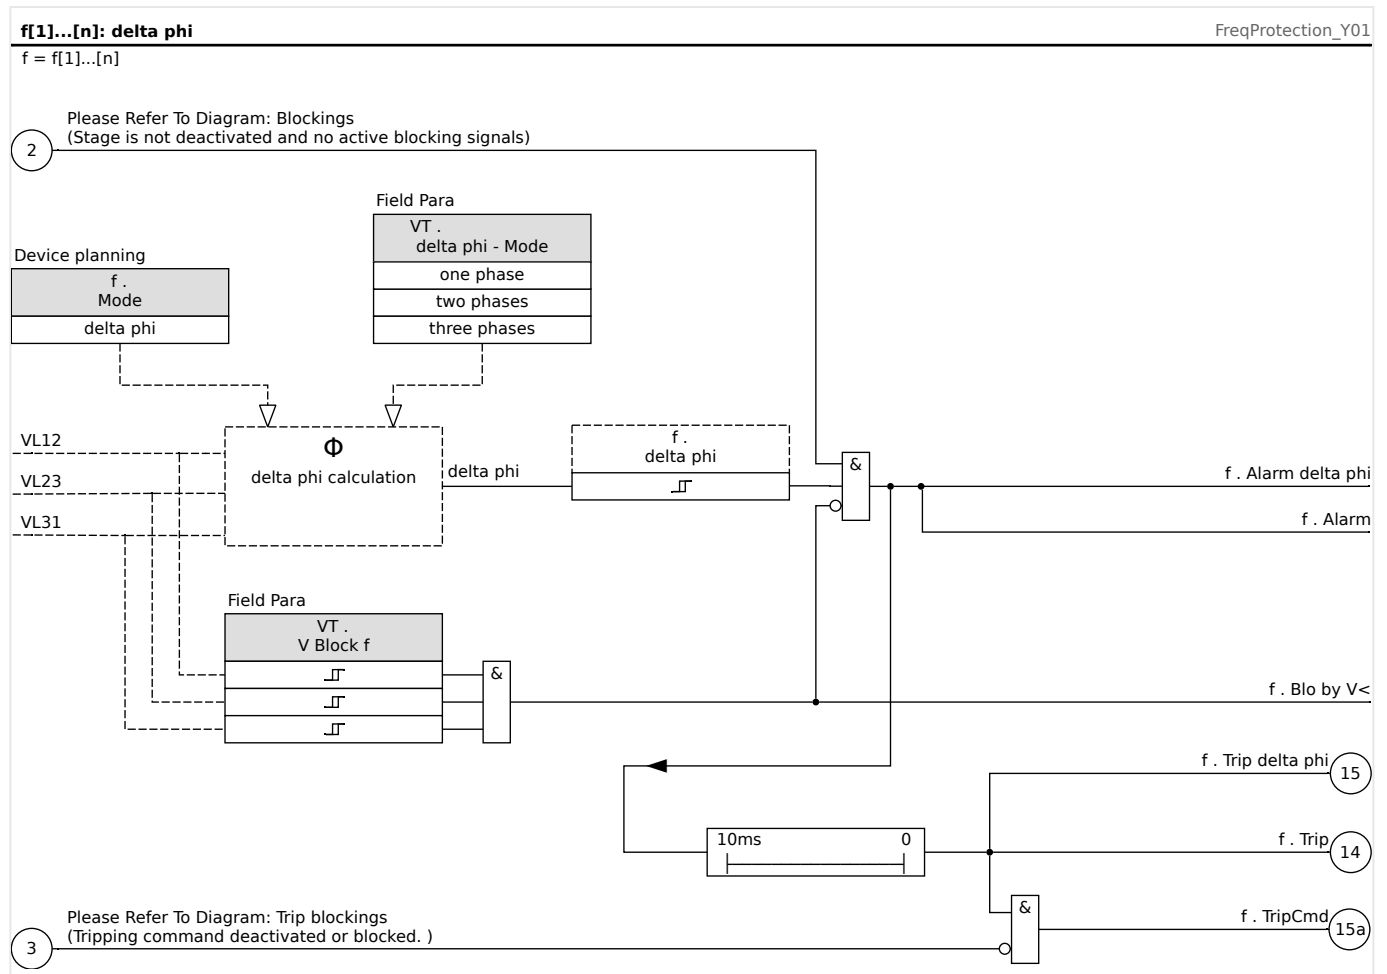 f[1]...[n]: delta phi
FreqProtection_Y01
f = f[1]...[n]
Please Refer To Diagram: Blockings
(Stage is not deactivated and no active blocking signals)
2
Field Para
VT .
delta phi - Mode
one phase
two phases
three phases
Device planning
f .
Mode
delta phi
VL12
VL23
VL31
Φ
delta phi calculation
delta phi
f .
delta phi
&
f . Alarm delta phi
f . Alarm
Field Para
VT .
V Block f
&
f . Blo by V<
f . Trip delta phi
15
10ms
0
f . Trip
14
Please Refer To Diagram: Trip blockings
(Tripping command deactivated or blocked. )
3
&
f . TripCmd
15a